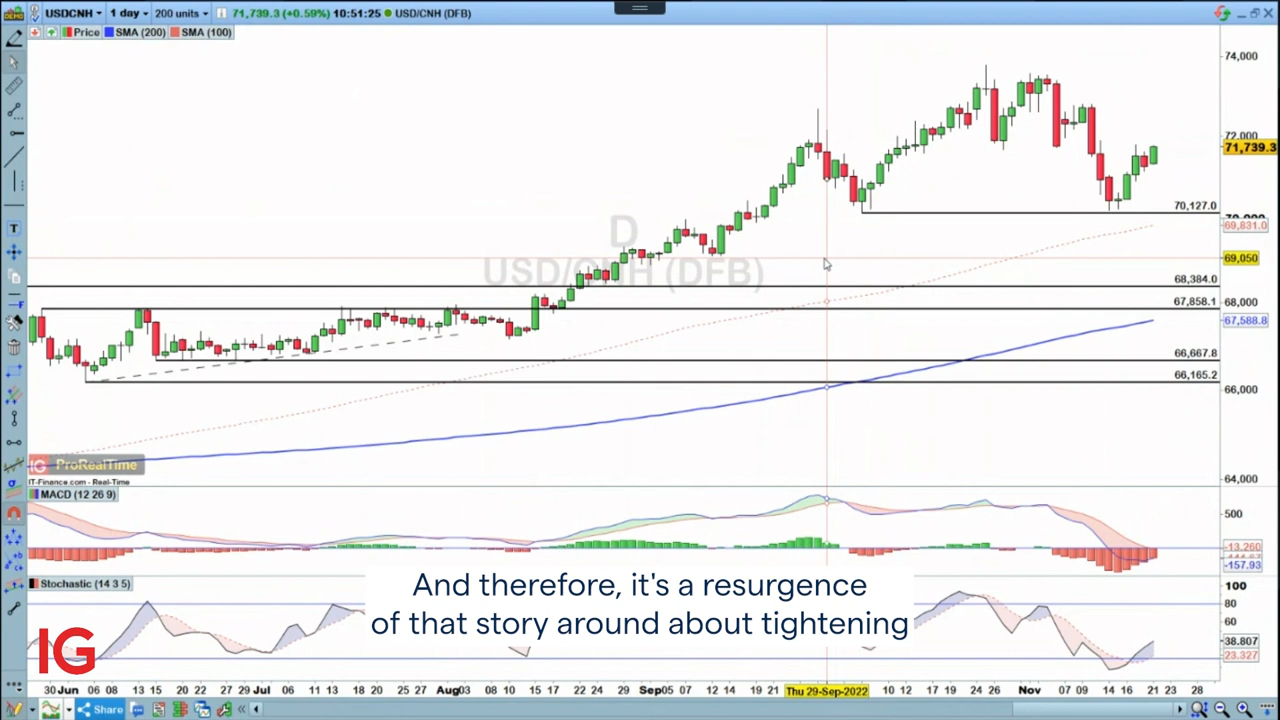 USDCNH 1 day 200 units 71,739.3 (+0.59%) 10:51:25 USD/CNH (DFB)
Price SMA (200) SMA (100)
74,000
72,000
71,739.3
70,127.0
69,831.0
69,050
68,384.0
67,858.1
68,000
67,588.8
66,667.8
66,165.2
66,000
64,000
D
USD/CNH (DFB)
IG ProRealTime
IT-Finance.com - Real-Time
MACD (12 26 9)
500
-13.260
-157.93
Stochastic (14 3 5)
100
80
60
38.807
23.327
And therefore, it's a resurgence
of that story around about tightening
IG
30 Jun 06 08 13 15 20 22 27 29 Jul 06 11 13 18 20 25 27 Aug 03 08 10 15 17 22 24 29 Sep 05 07 12 14 19 21 Thu 29-Sep-2022 10 12 17 19 24 26 Nov 07 09 14 16 21 23 28
Share